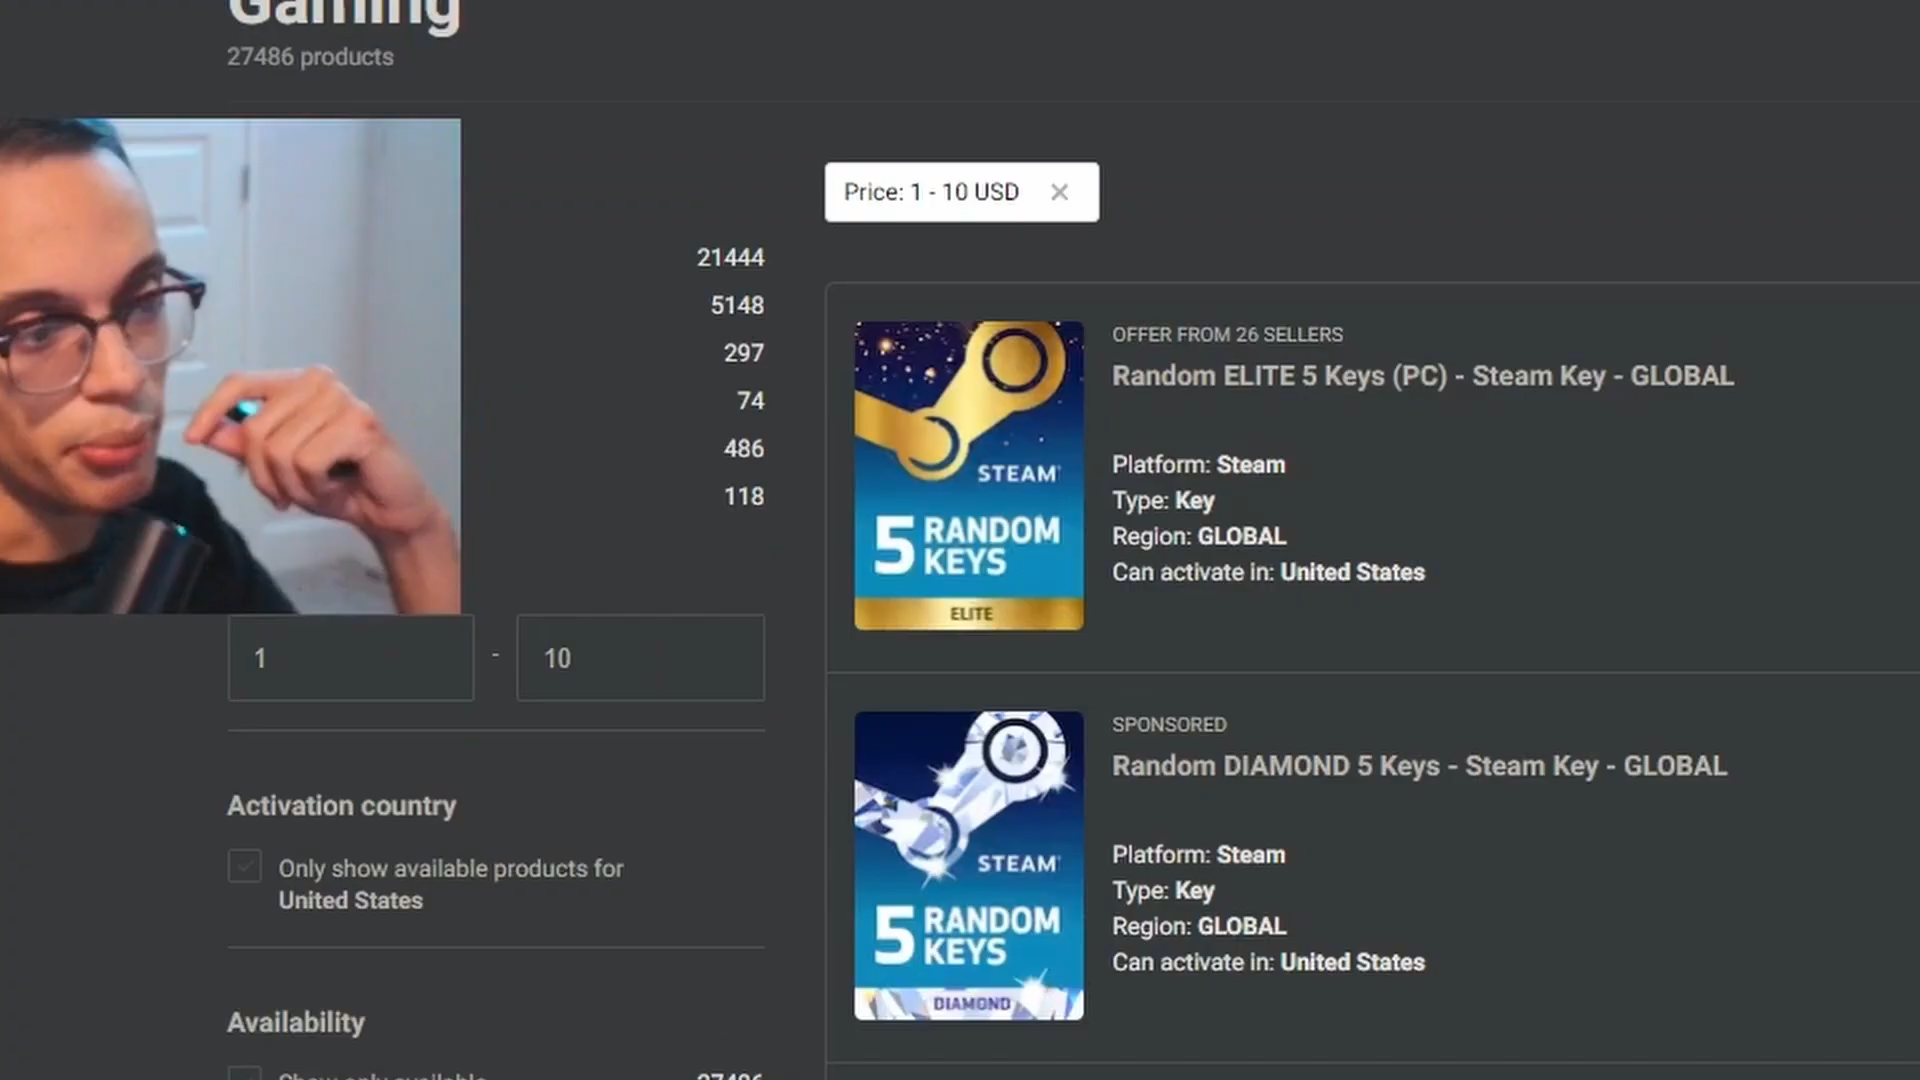 Gaming
27486 products
Price: 1 - 10 USD
21444
5148
297
74
486
118
1 - 10
Activation country
Only show available products for
United States
Availability
Show only available
27486
OFFER FROM 26 SELLERS
Random ELITE 5 Keys (PC) - Steam Key - GLOBAL
Platform: Steam
Type: Key
Region: GLOBAL
Can activate in: United States
STEAM
5 RANDOM
KEYS
ELITE
SPONSORED
Random DIAMOND 5 Keys - Steam Key - GLOBAL
Platform: Steam
Type: Key
Region: GLOBAL
Can activate in: United States
STEAM
5 RANDOM
KEYS
DIAMOND